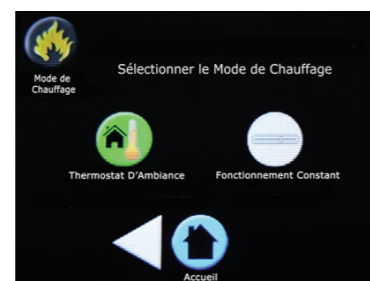 Mode de
Chauffage
Sélectionner le Mode de Chauffage
Thermostat D'Ambiance
Fonctionnement Constant
Accueil